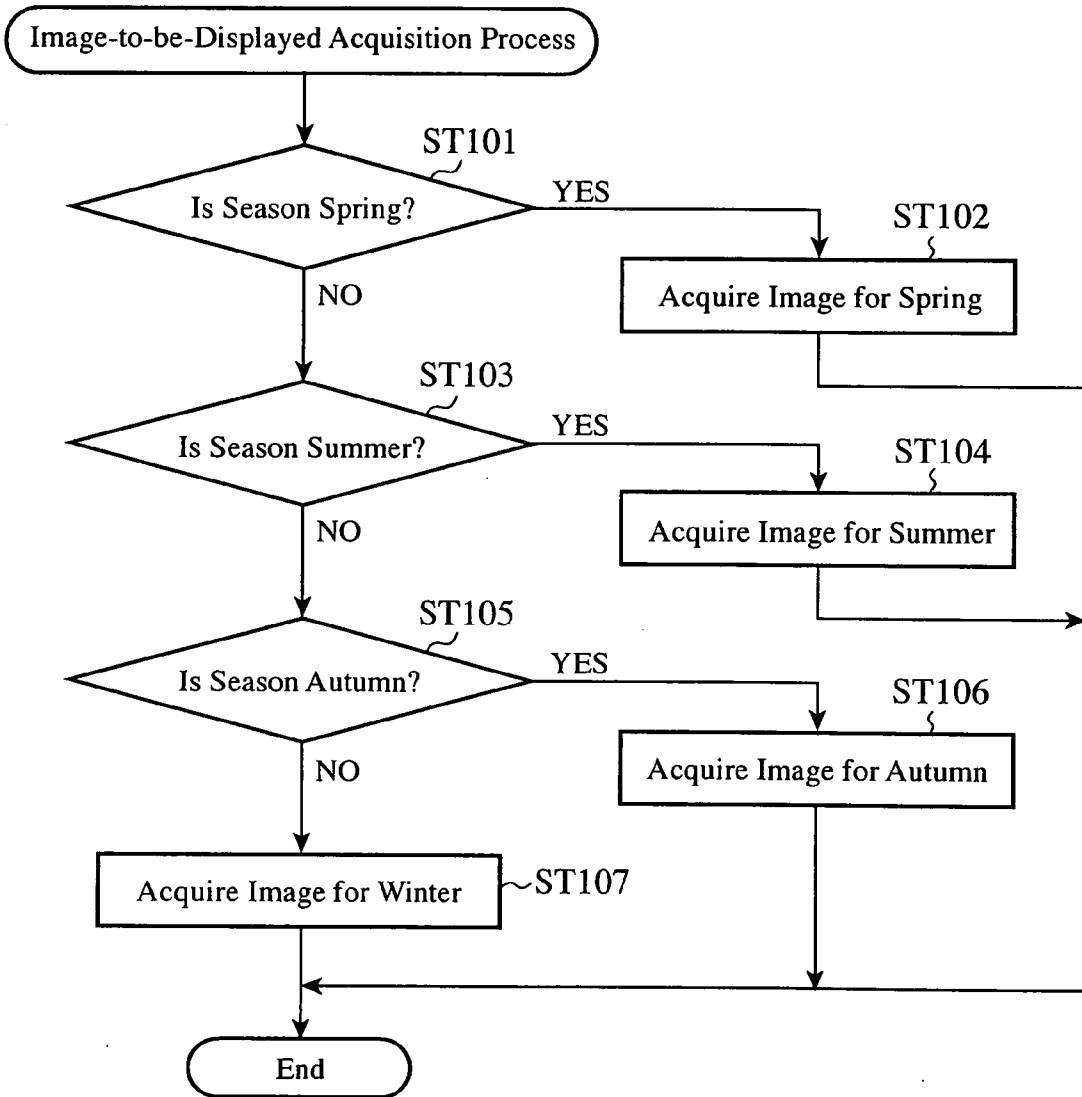 Image-to-be-Displayed Acquisition Process
ST101
Is Season Spring?
YES
ST102
Acquire Image for Spring
NO
ST103
Is Season Summer?
YES
ST104
Acquire Image for Summer
NO
ST105
Is Season Autumn?
YES
ST106
Acquire Image for Autumn
NO
Acquire Image for Winter
ST107
End